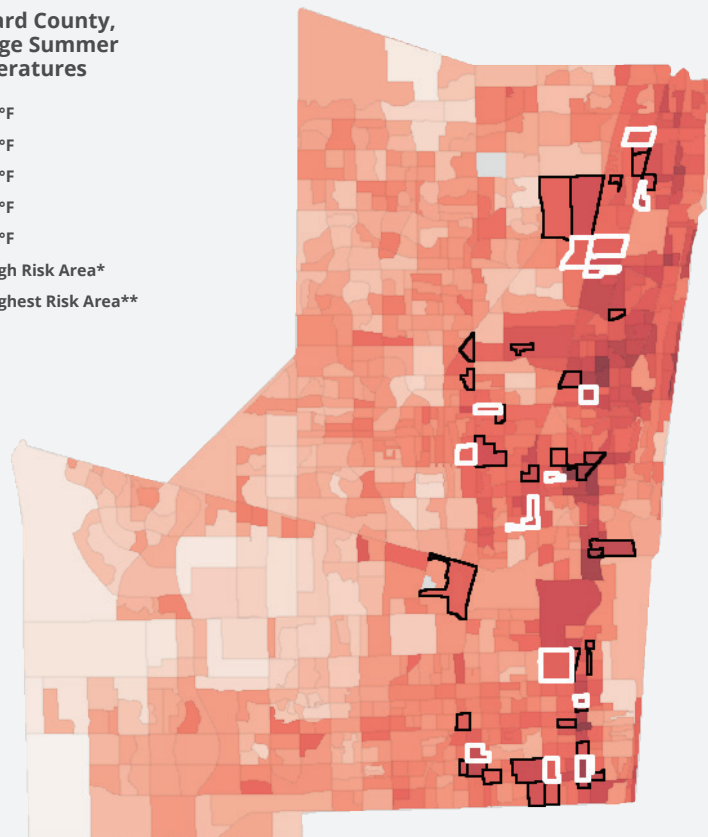 ard County,
ge Summer
eratures
°F
°F
°F
°F
°F
gh Risk Area*
ghest Risk Area**